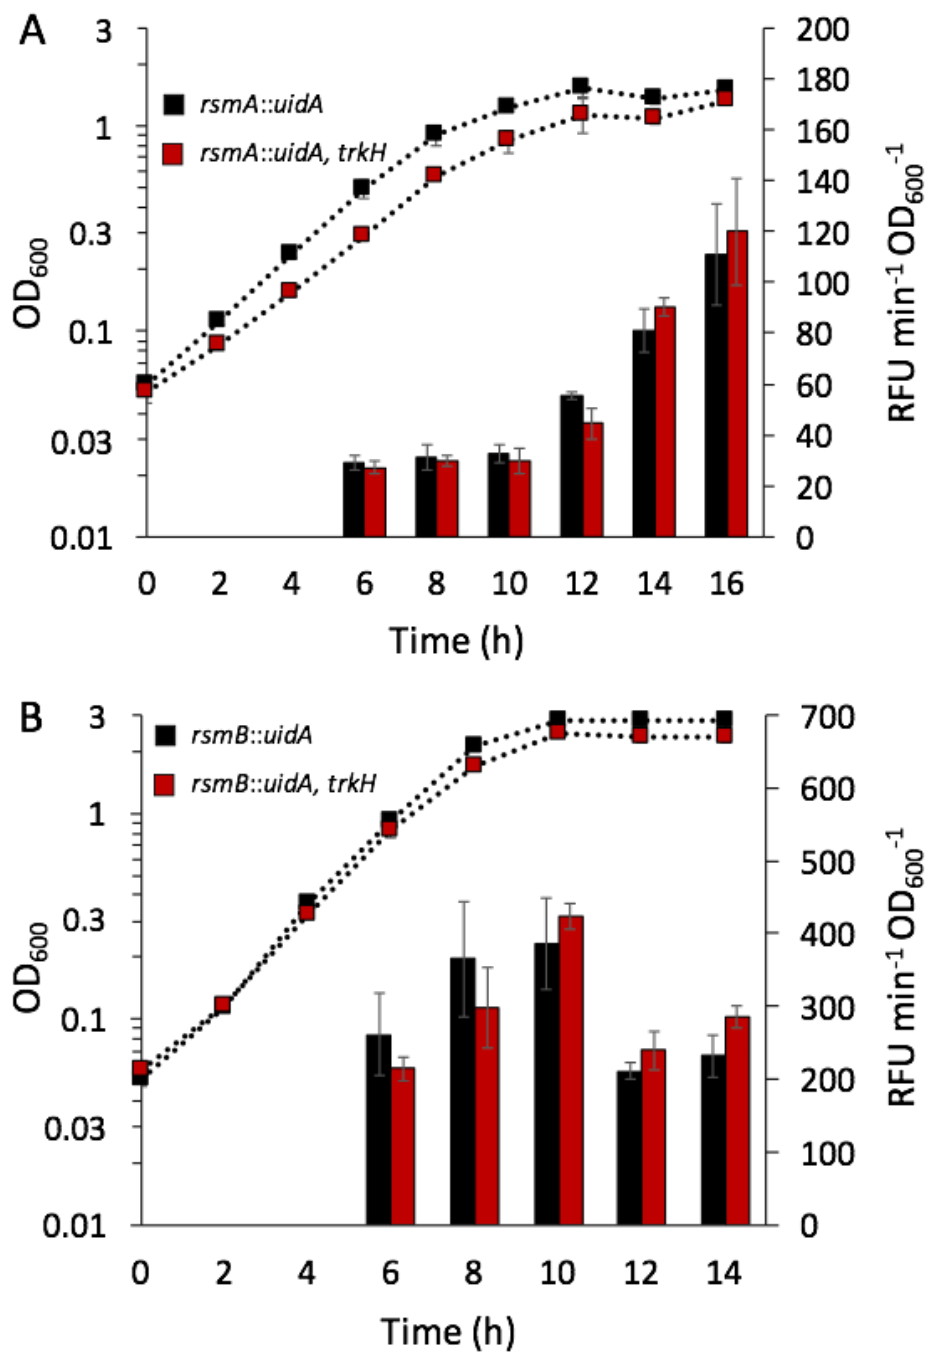 A
rsmA::uidA
rsmA::uidA, trkH
3
1
0.3
0.1
0.03
0.01
OD600
200
180
160
140
120
100
80
60
40
20
0
RFU min-1 OD600-1
0 2 4 6 8 10 12 14 16
Time (h)
B
rsmB::uidA
rsmB::uidA, trkH
3
1
0.3
0.1
0.03
0.01
OD600
700
600
500
400
300
200
100
0
RFU min-1 OD600-1
0 2 4 6 8 10 12 14
Time (h)